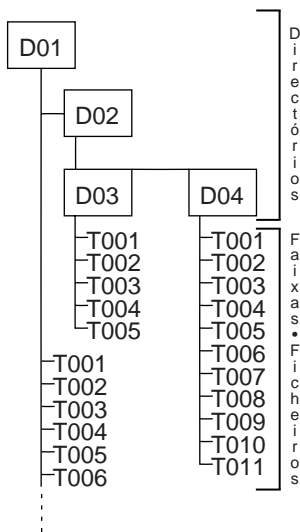 D01
D02
D03
D04
T001
T002
T003
T004
T005
T001
T002
T003
T004
T005
T006
T007
T008
T009
T010
T011
T001
T002
T003
T004
T005
T006
Directórios
Faixas•Ficheiros